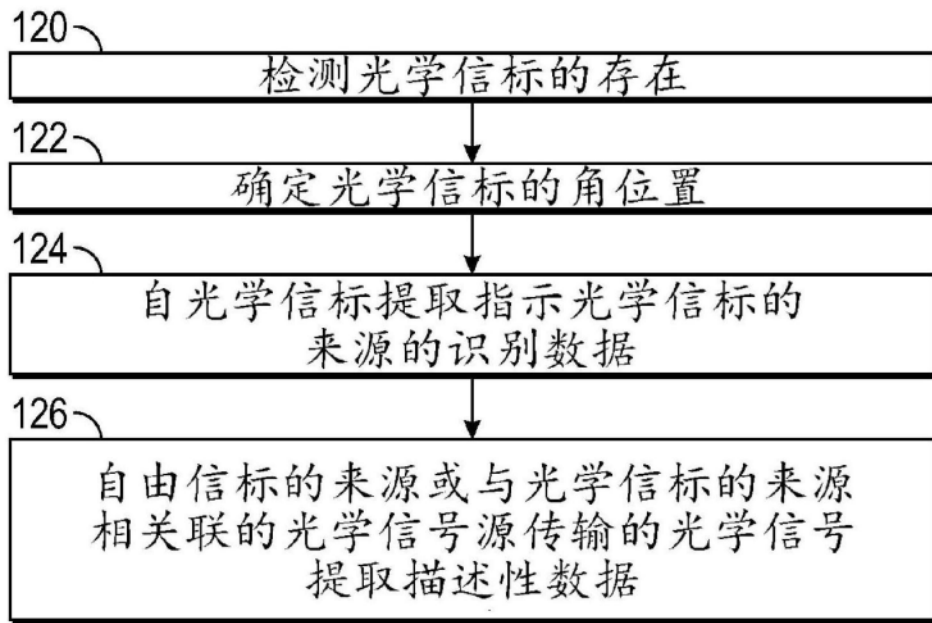 120
检测光学信标的存在
122
确定光学信标的角位置
124
自光学信标提取指示光学信标的
来源的识别数据
126
自由信标的来源或与光学信标的来源
相关联的光学信号源传输的光学信号
提取描述性数据